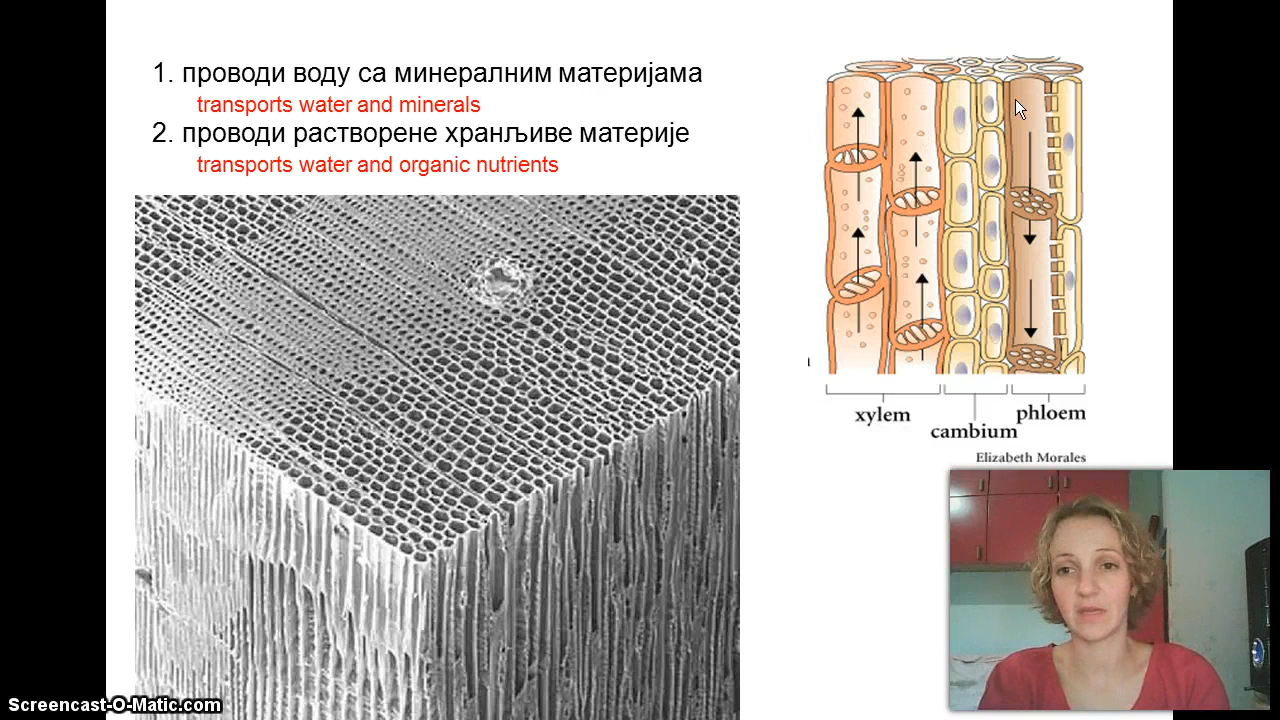 1. проводи воду са минералним материјама
transports water and minerals
2. проводи растворене храњљиве материје
transports water and organic nutrients
xylem
phloem
cambium
Elizabeth Morales
Screencast-O-Matic.com